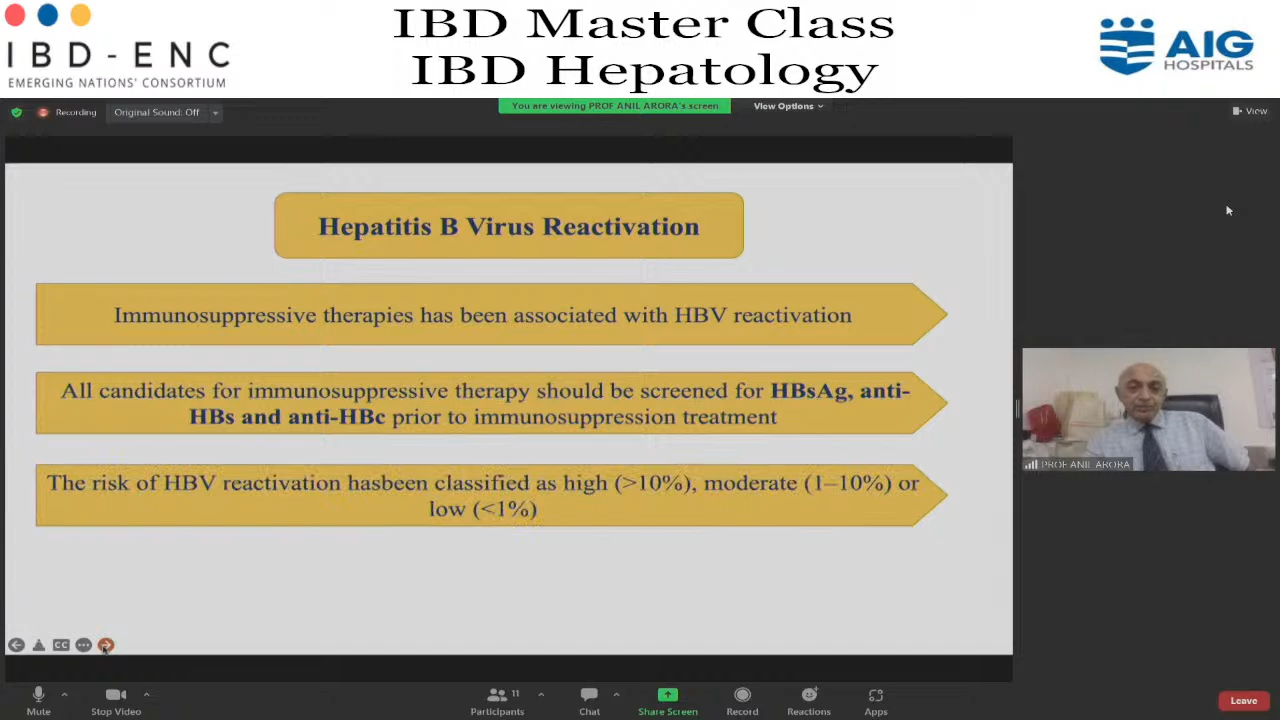 IBD-ENC
EMERGING NATIONS' CONSORTIUM
IBD Master Class
IBD Hepatology
AIG
HOSPITALS
Recording
Original Sound: Off
You are viewing PROF ANIL ARORA's screen
View Options
View
Hepatitis B Virus Reactivation
Immunosuppressive therapies has been associated with HBV reactivation
All candidates for immunosuppressive therapy should be screened for HBsAg, anti-
HBs and anti-HBc prior to immunosuppression treatment
The risk of HBV reactivation hasbeen classified as high (>10%), moderate (1–10%) or
low (<1%)
PROF ANIL ARORA
CC
Mute
Stop Video
11
Participants
Chat
Share Screen
Record
Reactions
Apps
Leave